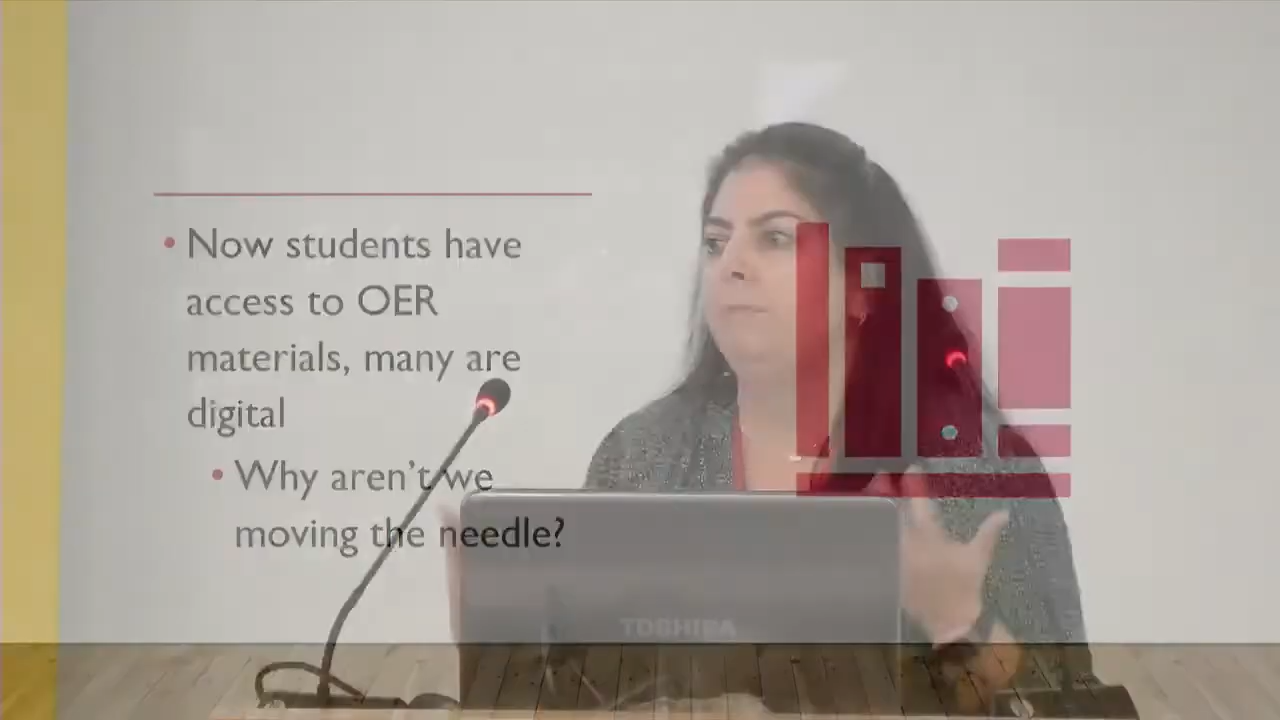 • Now students have
access to OER
materials, many are
digital
• Why aren't we
moving the needle?
TOSHIBA